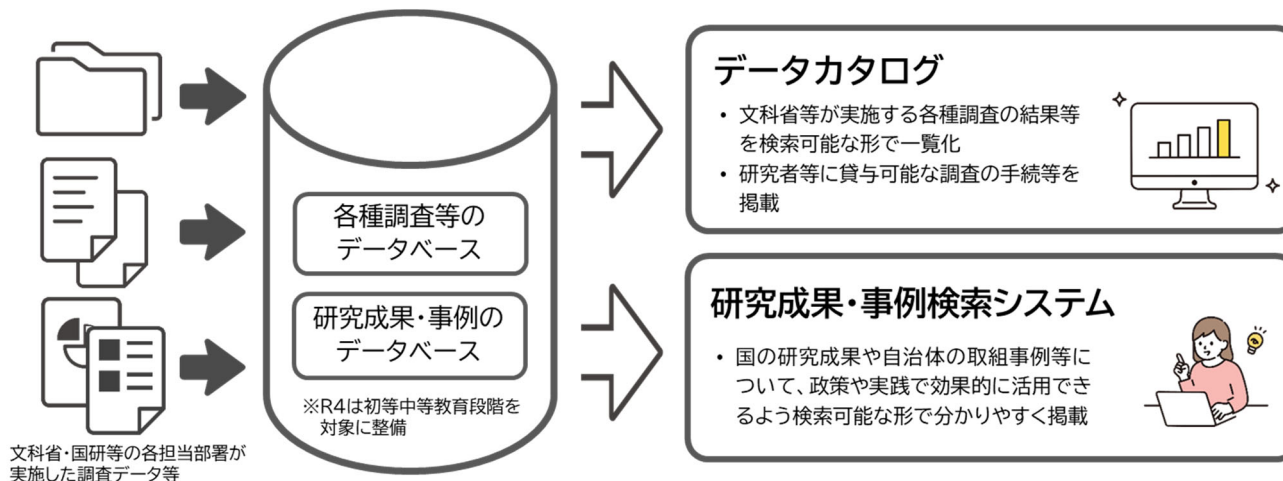 文科省・国研等の各担当部署が
実施した調査データ等
各種調査等の
データベース
研究成果・事例の
データベース
※R4は初等中等教育段階を
対象に整備
データカタログ
• 文科省等が実施する各種調査の結果等
を検索可能な形で一覧化
• 研究者等に貸与可能な調査の手続等を
掲載
研究成果・事例検索システム
• 国の研究成果や自治体の取組事例等に
ついて、政策や実践で効果的に活用でき
るよう検索可能な形で分かりやすく掲載